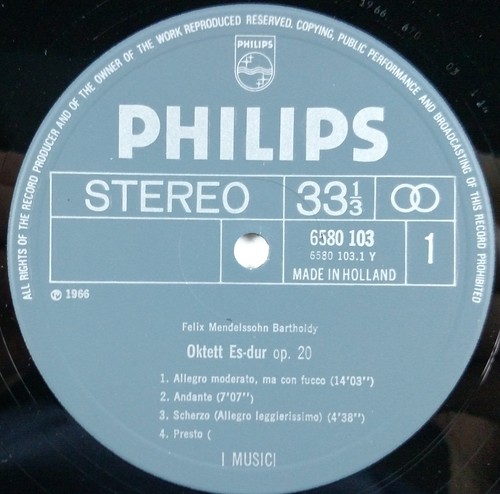 ALL RIGHTS OF THE RECORD PRODUCER AND OF THE OWNER OF THE WORK REPRODUCED RESERVED. COPYING, PUBLIC PERFORMANCE AND BROADCASTING OF THIS RECORD PROHIBITED
PHILIPS
PHILIPS
STEREO 33 1/3
6580 103 1
6580 103.1 Y
MADE IN HOLLAND
℗ 1966
Felix Mendelssohn Bartholdy
Oktett Es-dur op. 20
1. Allegro moderato, ma con fuoco (14'03'')
2. Andante (7'07'')
3. Scherzo (Allegro leggierissimo) (4'38'')
4. Presto (
I MUSICI